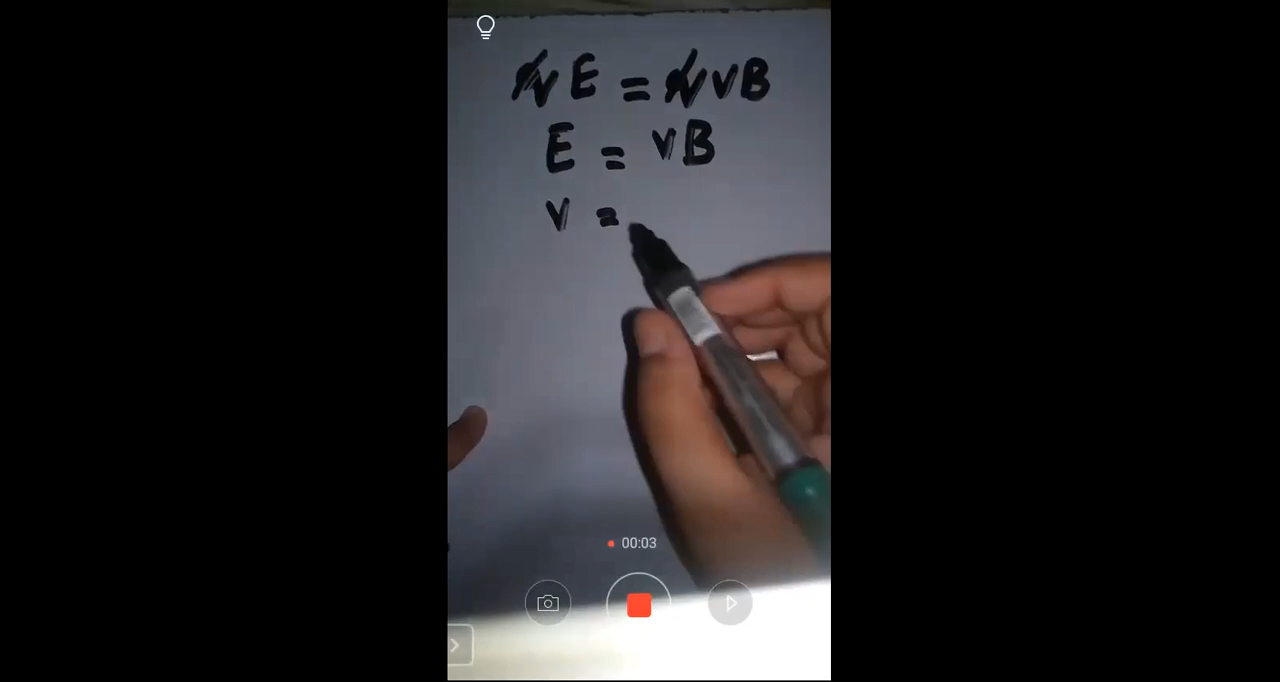 qE = qvB
E = vB
v =
00:03